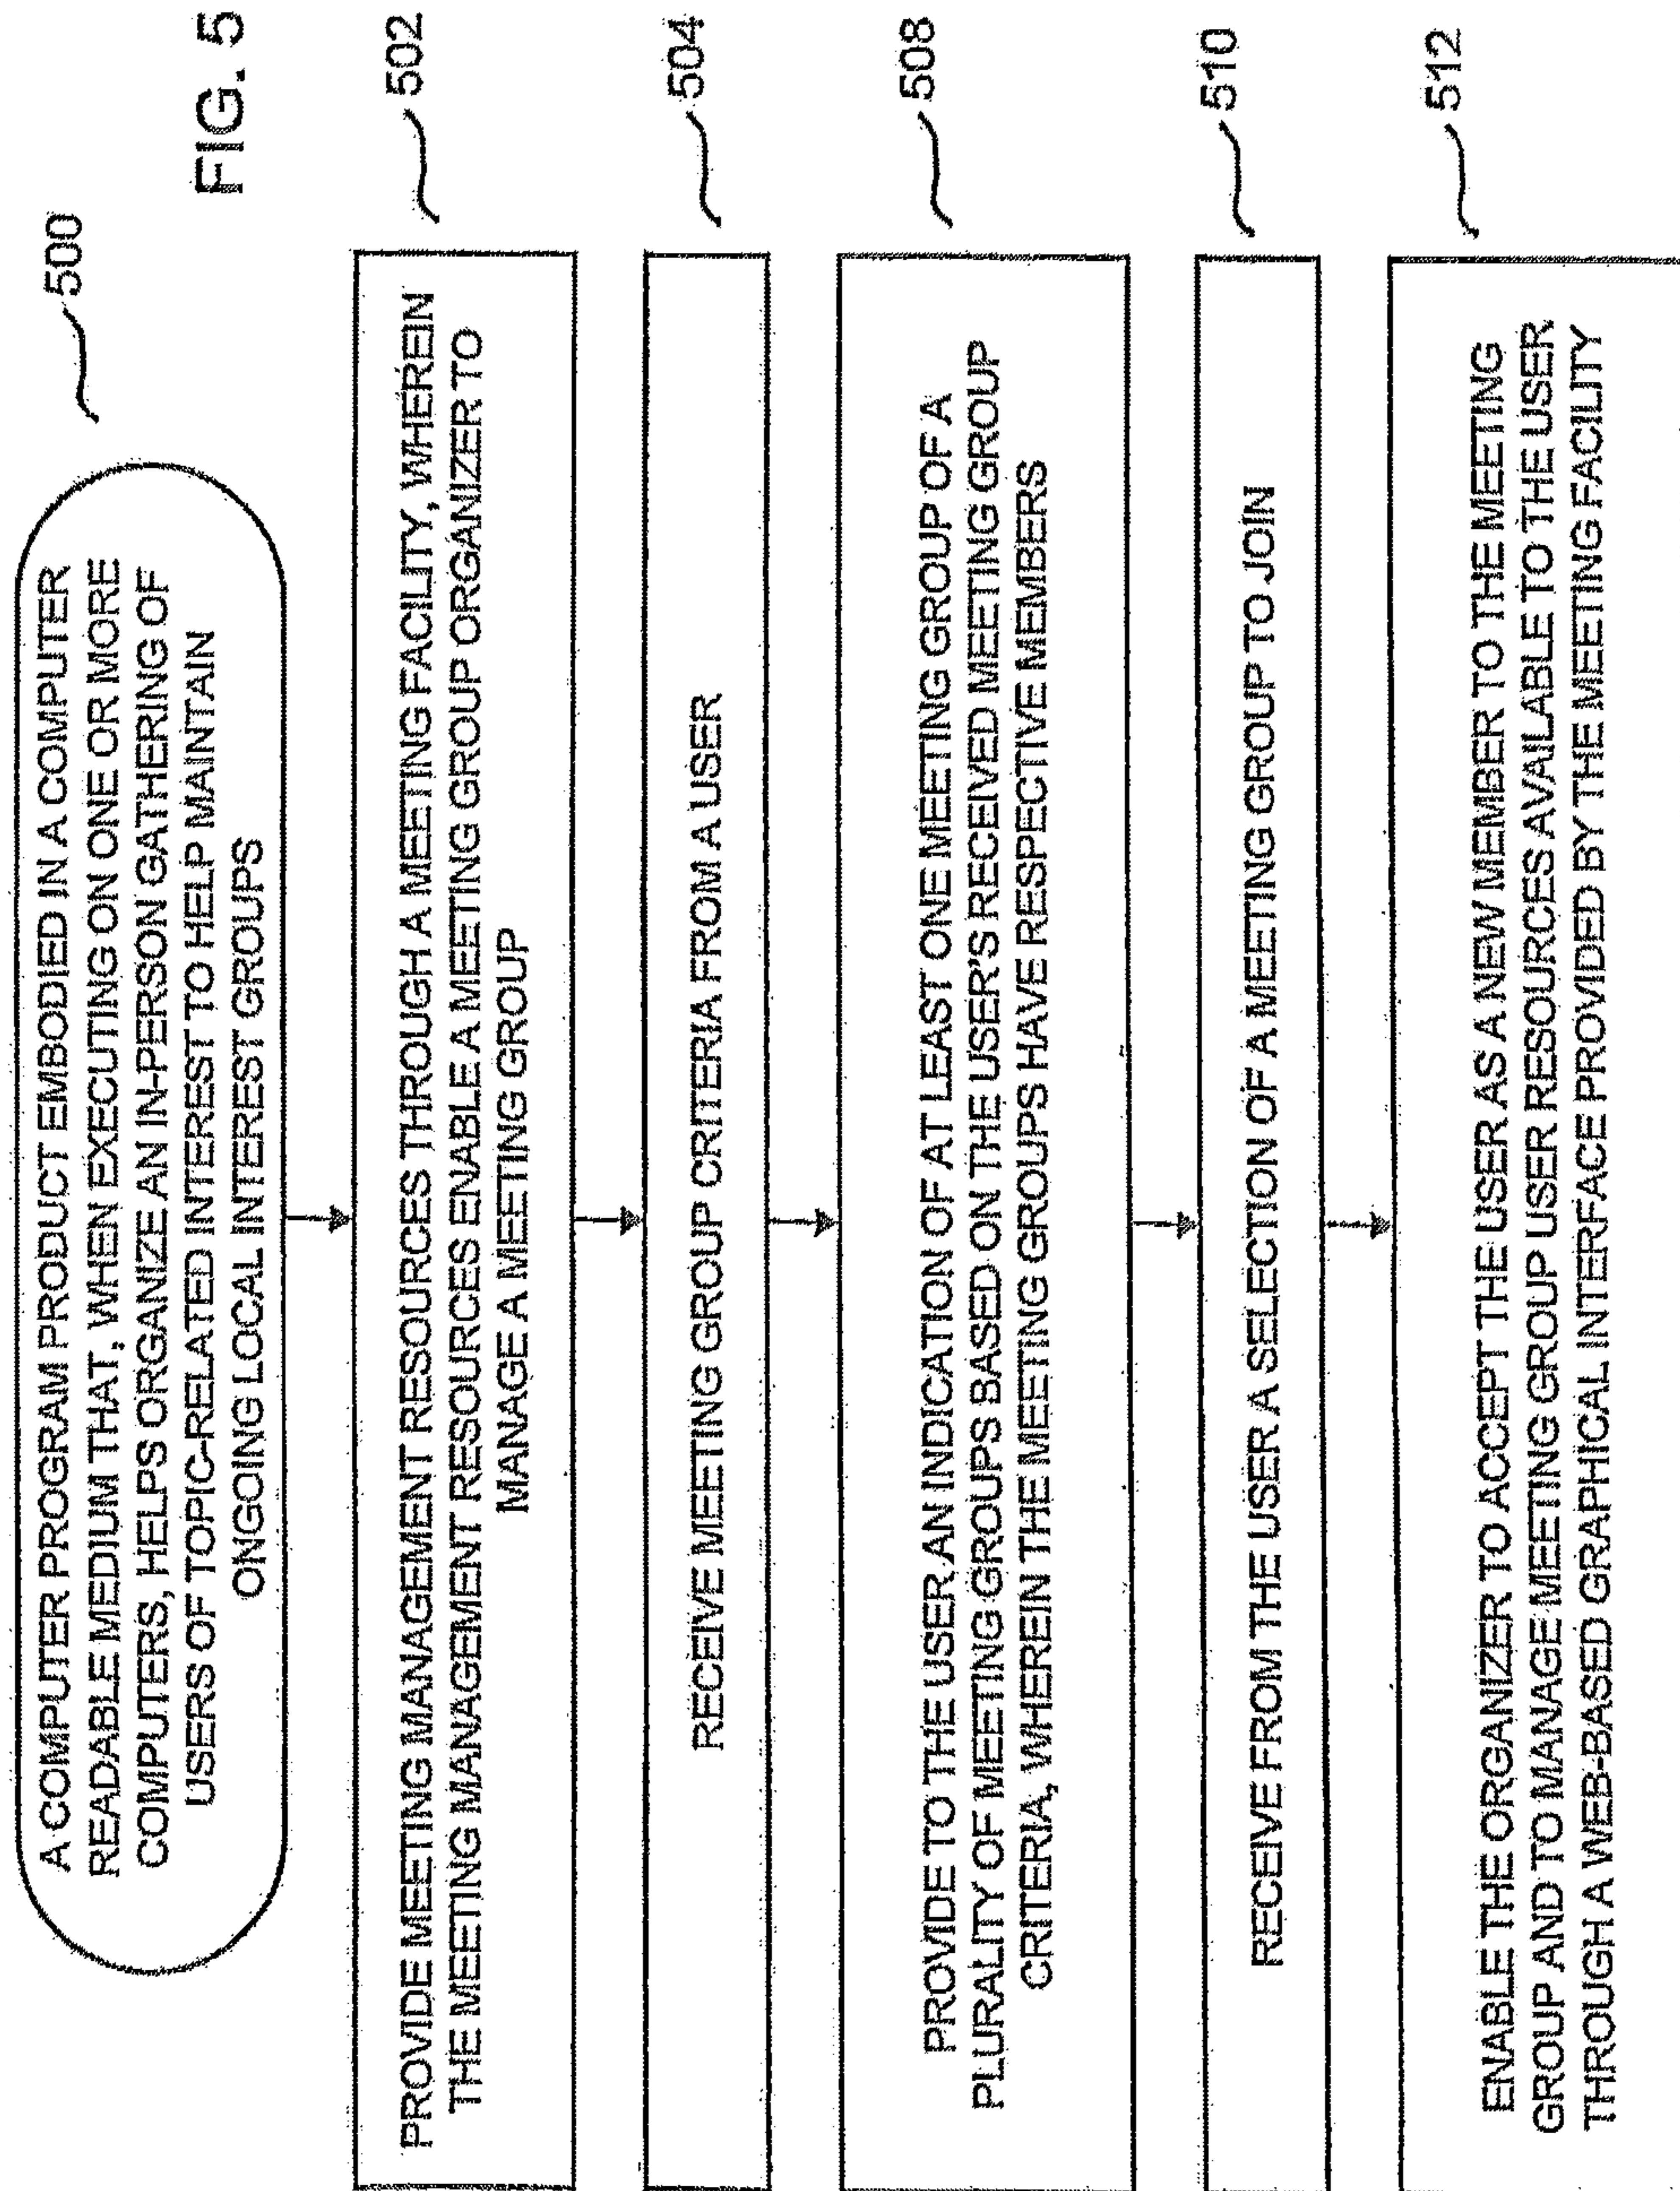 FIG. 5
500
A COMPUTER PROGRAM PRODUCT EMBODIED IN A COMPUTER
READABLE MEDIUM THAT, WHEN EXECUTING ON ONE OR MORE
COMPUTERS, HELPS ORGANIZE AN IN-PERSON GATHERING OF
USERS OF TOPIC-RELATED INTEREST TO HELP MAINTAIN
ONGOING LOCAL INTEREST GROUPS
502
PROVIDE MEETING MANAGEMENT RESOURCES THROUGH A MEETING FACILITY, WHEREIN
THE MEETING MANAGEMENT RESOURCES ENABLE A MEETING GROUP ORGANIZER TO
MANAGE A MEETING GROUP
504
RECEIVE MEETING GROUP CRITERIA FROM A USER
508
PROVIDE TO THE USER AN INDICATION OF AT LEAST ONE MEETING GROUP OF A
PLURALITY OF MEETING GROUPS BASED ON THE USER'S RECEIVED MEETING GROUP
CRITERIA, WHEREIN THE MEETING GROUPS HAVE RESPECTIVE MEMBERS
510
RECEIVE FROM THE USER A SELECTION OF A MEETING GROUP TO JOIN
512
ENABLE THE ORGANIZER TO ACCEPT THE USER AS A NEW MEMBER TO THE MEETING
GROUP AND TO MANAGE MEETING GROUP USER RESOURCES AVAILABLE TO THE USER
THROUGH A WEB-BASED GRAPHICAL INTERFACE PROVIDED BY THE MEETING FACILITY